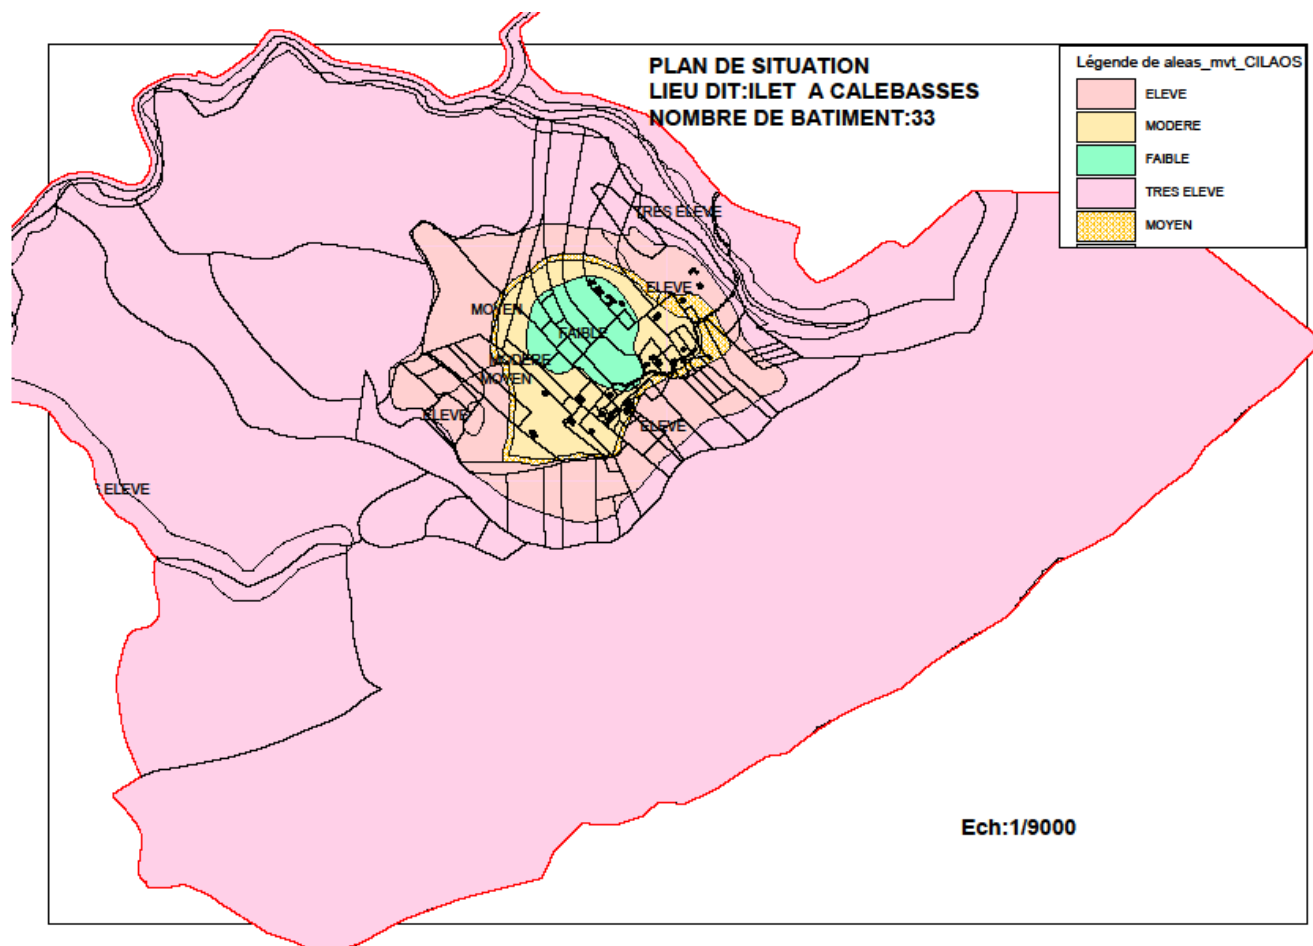 PLAN DE SITUATION
LIEU DIT:ILET A CALEBASSES
NOMBRE DE BATIMENT:33
Légende de aleas_mvt_CILAOS
ELEVE
MODERE
FAIBLE
TRES ELEVE
MOYEN
TRES ELEVE
ELEVE
MOYEN
FAIBLE
MODERE
MOYEN
ELEVE
ELEVE
ELEVE
Ech:1/9000